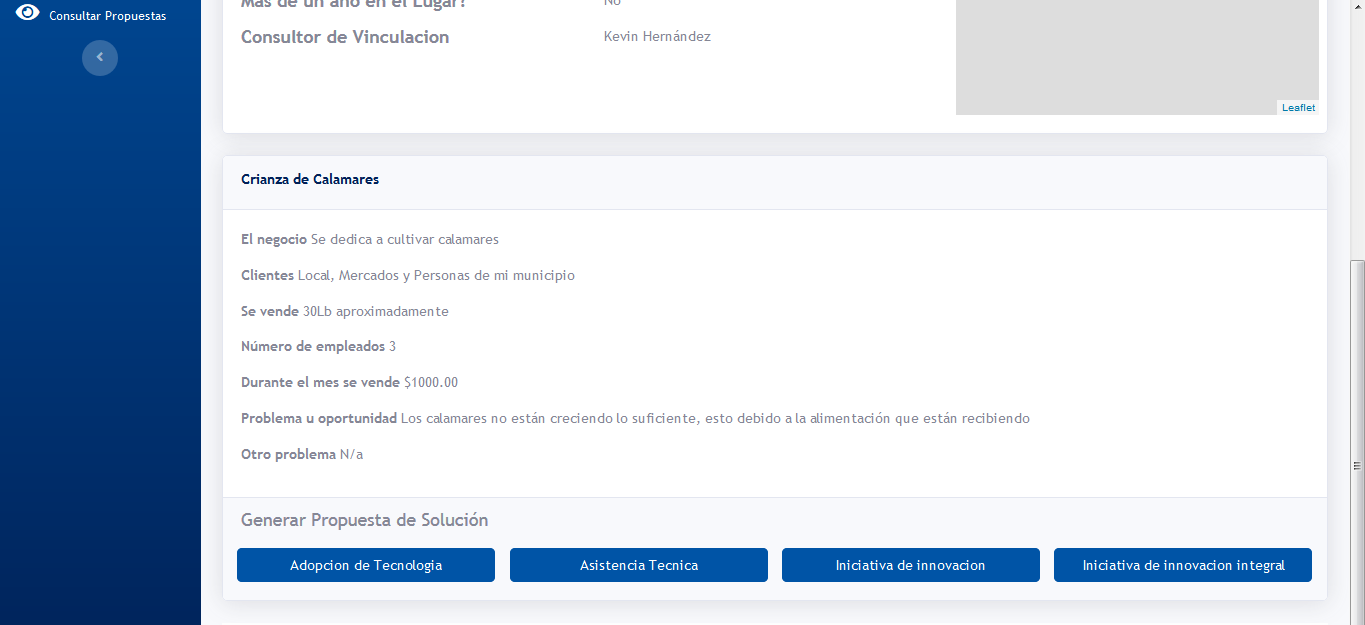 Consultar Propuestas
Mas de un año en el Lugar? No
Consultor de Vinculacion Kevin Hernández
Leaflet
Crianza de Calamares
El negocio Se dedica a cultivar calamares
Clientes Local, Mercados y Personas de mi municipio
Se vende 30Lb aproximadamente
Número de empleados 3
Durante el mes se vende $1000.00
Problema u oportunidad Los calamares no están creciendo lo suficiente, esto debido a la alimentación que están recibiendo
Otro problema N/a
Generar Propuesta de Solución
Adopcion de Tecnologia
Asistencia Tecnica
Iniciativa de innovacion
Iniciativa de innovacion integral